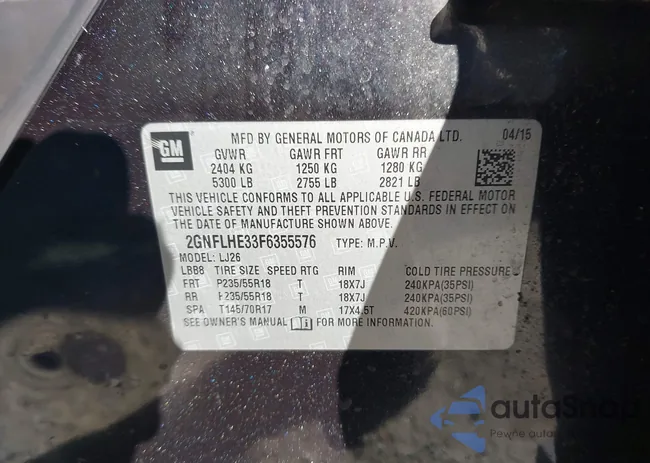 GM
MFD BY GENERAL MOTORS OF CANADA LTD. 04/15
GVWR GAWR FRT GAWR RR
2404 KG 1250 KG 1280 KG
5300 LB 2755 LB 2821 LB
THIS VEHICLE CONFORMS TO ALL APPLICABLE U.S. FEDERAL MOTOR
VEHICLE SAFETY AND THEFT PREVENTION STANDARDS IN EFFECT ON
THE DATE OF MANUFACTURE SHOWN ABOVE.
2GNFLHE33F6355576 TYPE: M.P.V.
MODEL: LJ26
LBB8 TIRE SIZE SPEED RTG RIM COLD TIRE PRESSURE
FRT P235/55R18 T 18X7J 240KPA(35PSI)
RR P235/55R18 T 18X7J 240KPA(35PSI)
SPA T145/70R17 M 17X4.5T 420KPA(60PSI)
SEE OWNER'S MANUAL FOR MORE INFORMATION
autoSnap
Pewne auto